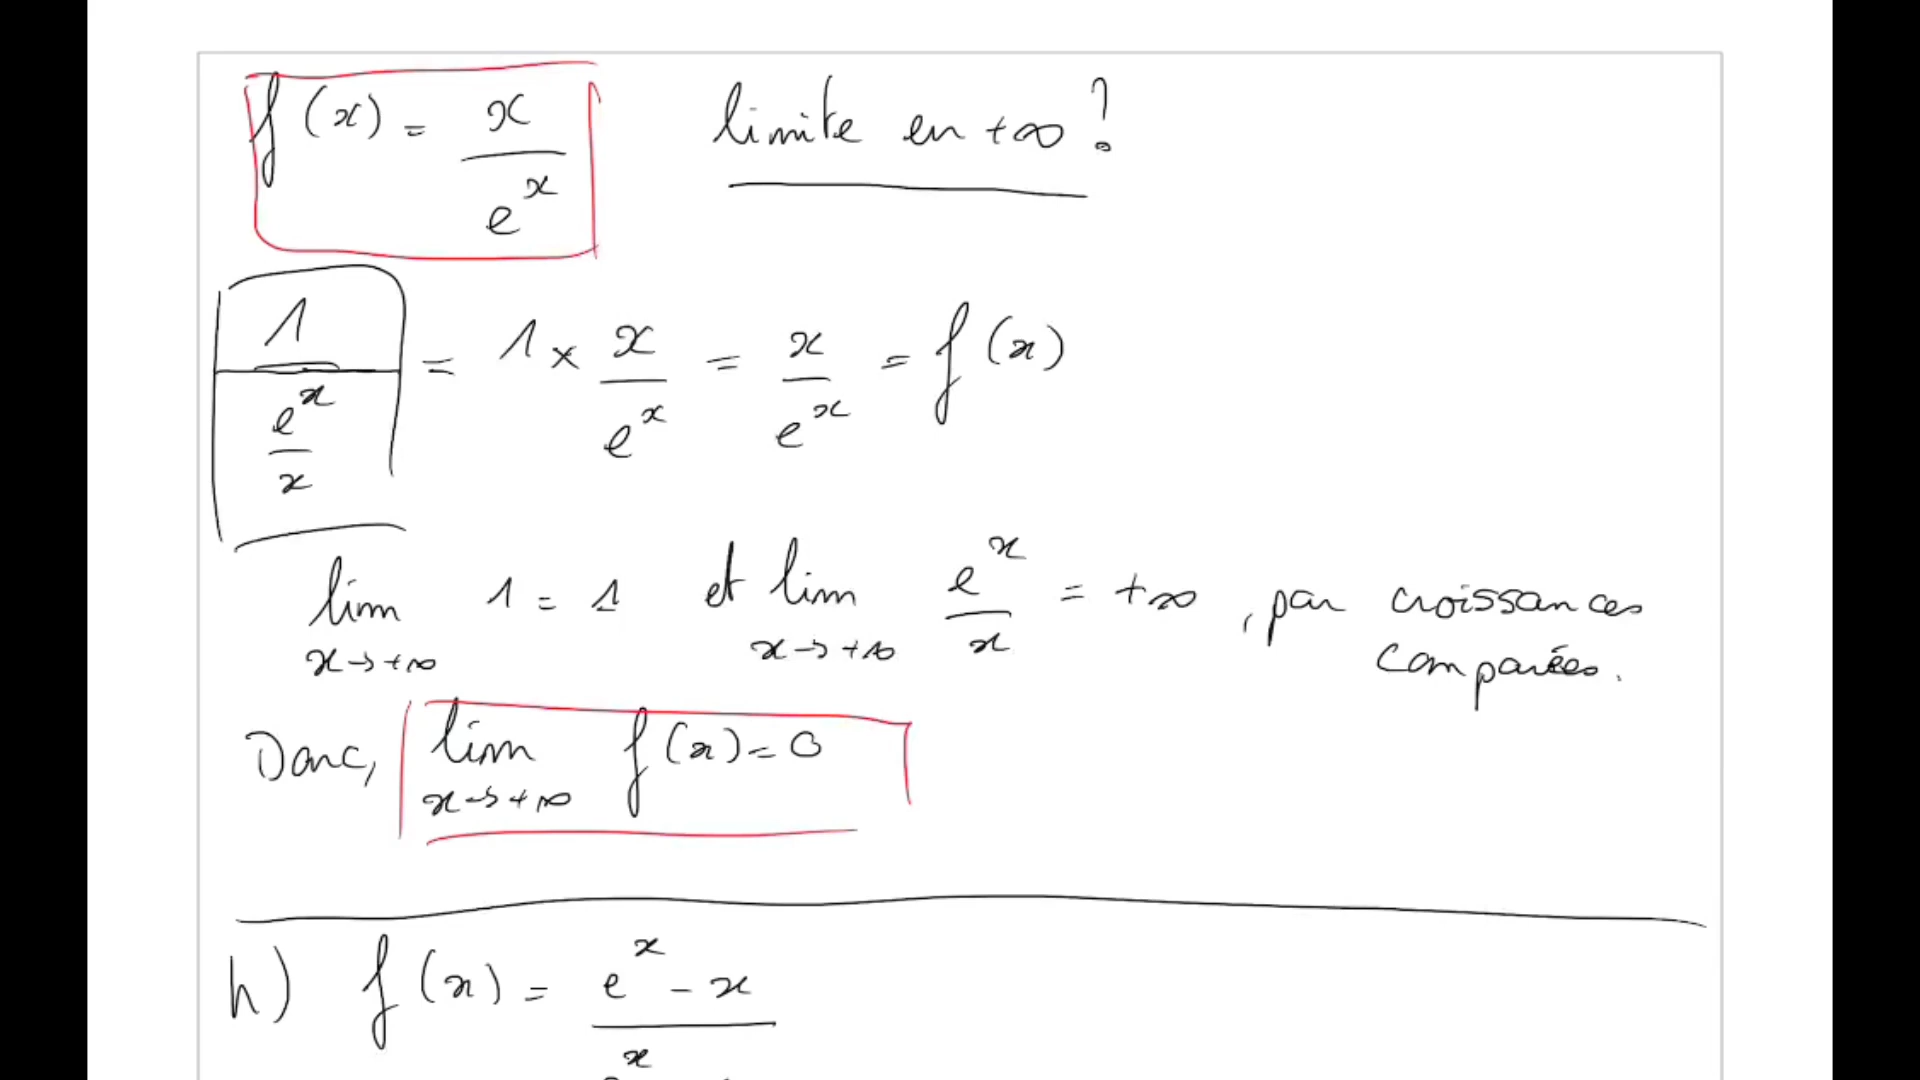 f(x) = x/e^x limite en +∞ ?
1/(e^x/x) = 1 × x/e^x = x/e^x = f(x)
lim x→+∞ 1 = 1 et lim x→+∞ e^x/x = +∞, par croissances
comparées.
Donc, lim x→+∞ f(x) = 0
h) f(x) = e^x - x